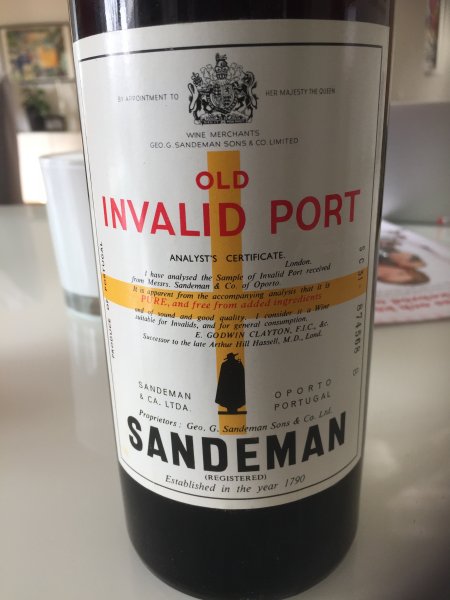 BY APPOINTMENT TO HER MAJESTY THE QUEEN
WINE MERCHANTS
GEO. G. SANDEMAN SONS & CO. LIMITED
OLD
INVALID PORT
ANALYST'S CERTIFICATE.
London.
I have analysed the Sample of Invalid Port received
from Messrs. Sandeman & Co. of Oporto.
It is apparent from the accompanying analysis that it is
PURE, and free from added ingredients
and of sound and good quality. I consider it a Wine
suitable for Invalids, and for general consumption.
E. GODWIN CLAYTON, F.I.C., &c.
Successor to the late Arthur Hill Hassell, M.D., Lond.
SANDEMAN
& CA. LTDA.
OPORTO
PORTUGAL
Proprietors: Geo. G. Sandeman Sons & Co. Ltd.
SANDEMAN
(REGISTERED)
Established in the year 1790
PRODUCE OF PORTUGAL
874568